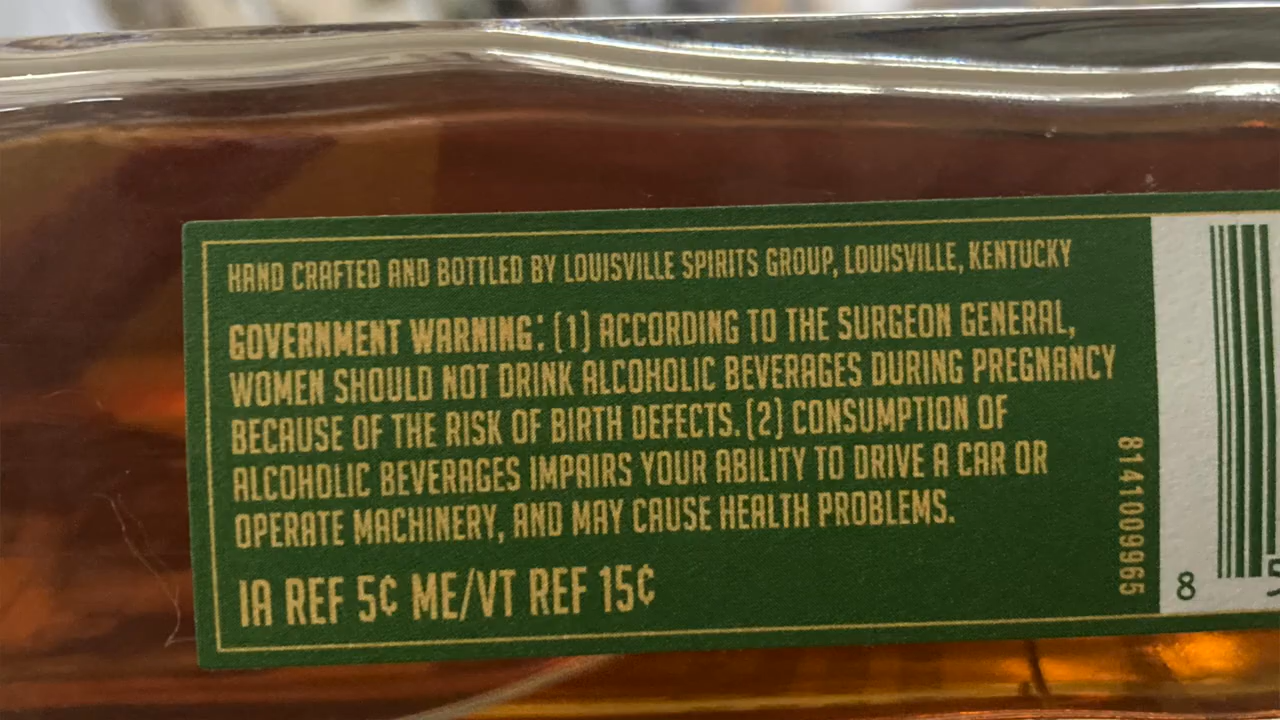 HAND CRAFTED AND BOTTLED BY LOUISVILLE SPIRITS GROUP, LOUISVILLE, KENTUCKY
GOVERNMENT WARNING: (1) ACCORDING TO THE SURGEON GENERAL,
WOMEN SHOULD NOT DRINK ALCOHOLIC BEVERAGES DURING PREGNANCY
BECAUSE OF THE RISK OF BIRTH DEFECTS. (2) CONSUMPTION OF
ALCOHOLIC BEVERAGES IMPAIRS YOUR ABILITY TO DRIVE A CAR OR
OPERATE MACHINERY, AND MAY CAUSE HEALTH PROBLEMS.
IA REF 5¢ ME/VT REF 15¢
8141009965
8